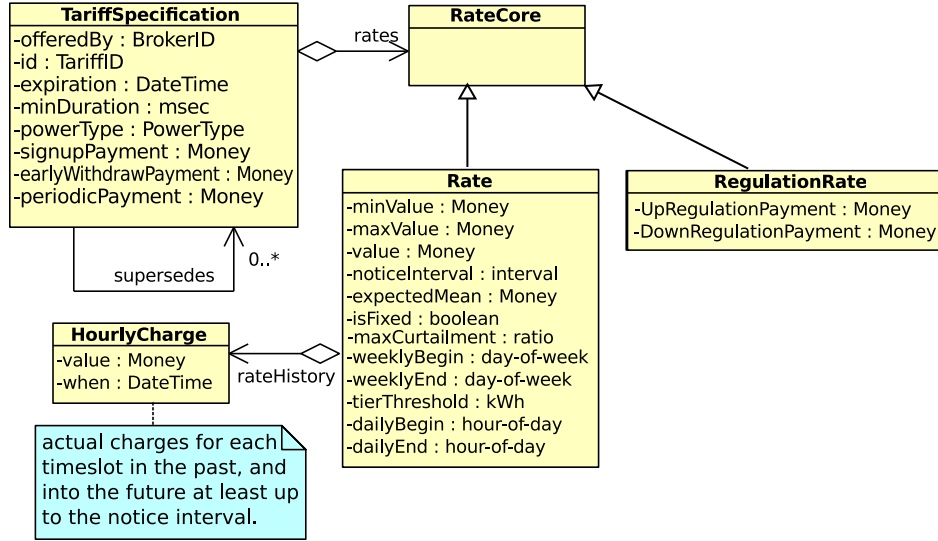 TariffSpecification
-offeredBy : BrokerID
-id : TariffID
-expiration : DateTime
-minDuration : msec
-powerType : PowerType
-signupPayment : Money
-earlyWithdrawPayment : Money
-periodicPayment : Money
rates
RateCore
supersedes
0..*
Rate
-minValue : Money
-maxValue : Money
-value : Money
-noticeInterval : interval
-expectedMean : Money
-isFixed : boolean
-maxCurtailment : ratio
-weeklyBegin : day-of-week
-weeklyEnd : day-of-week
-tierThreshold : kWh
-dailyBegin : hour-of-day
-dailyEnd : hour-of-day
RegulationRate
-UpRegulationPayment : Money
-DownRegulationPayment : Money
HourlyCharge
-value : Money
-when : DateTime
rateHistory
actual charges for each
timeslot in the past, and
into the future at least up
to the notice interval.